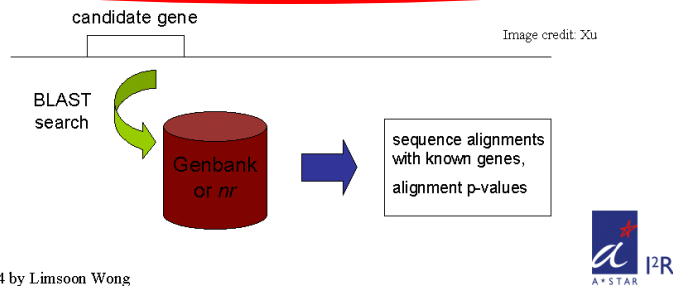 candidate gene
Image credit: Xu
BLAST
search
Genbank
or nr
sequence alignments
with known genes,
alignment p-values
4 by Limsoon Wong
a
A★STAR
I²R